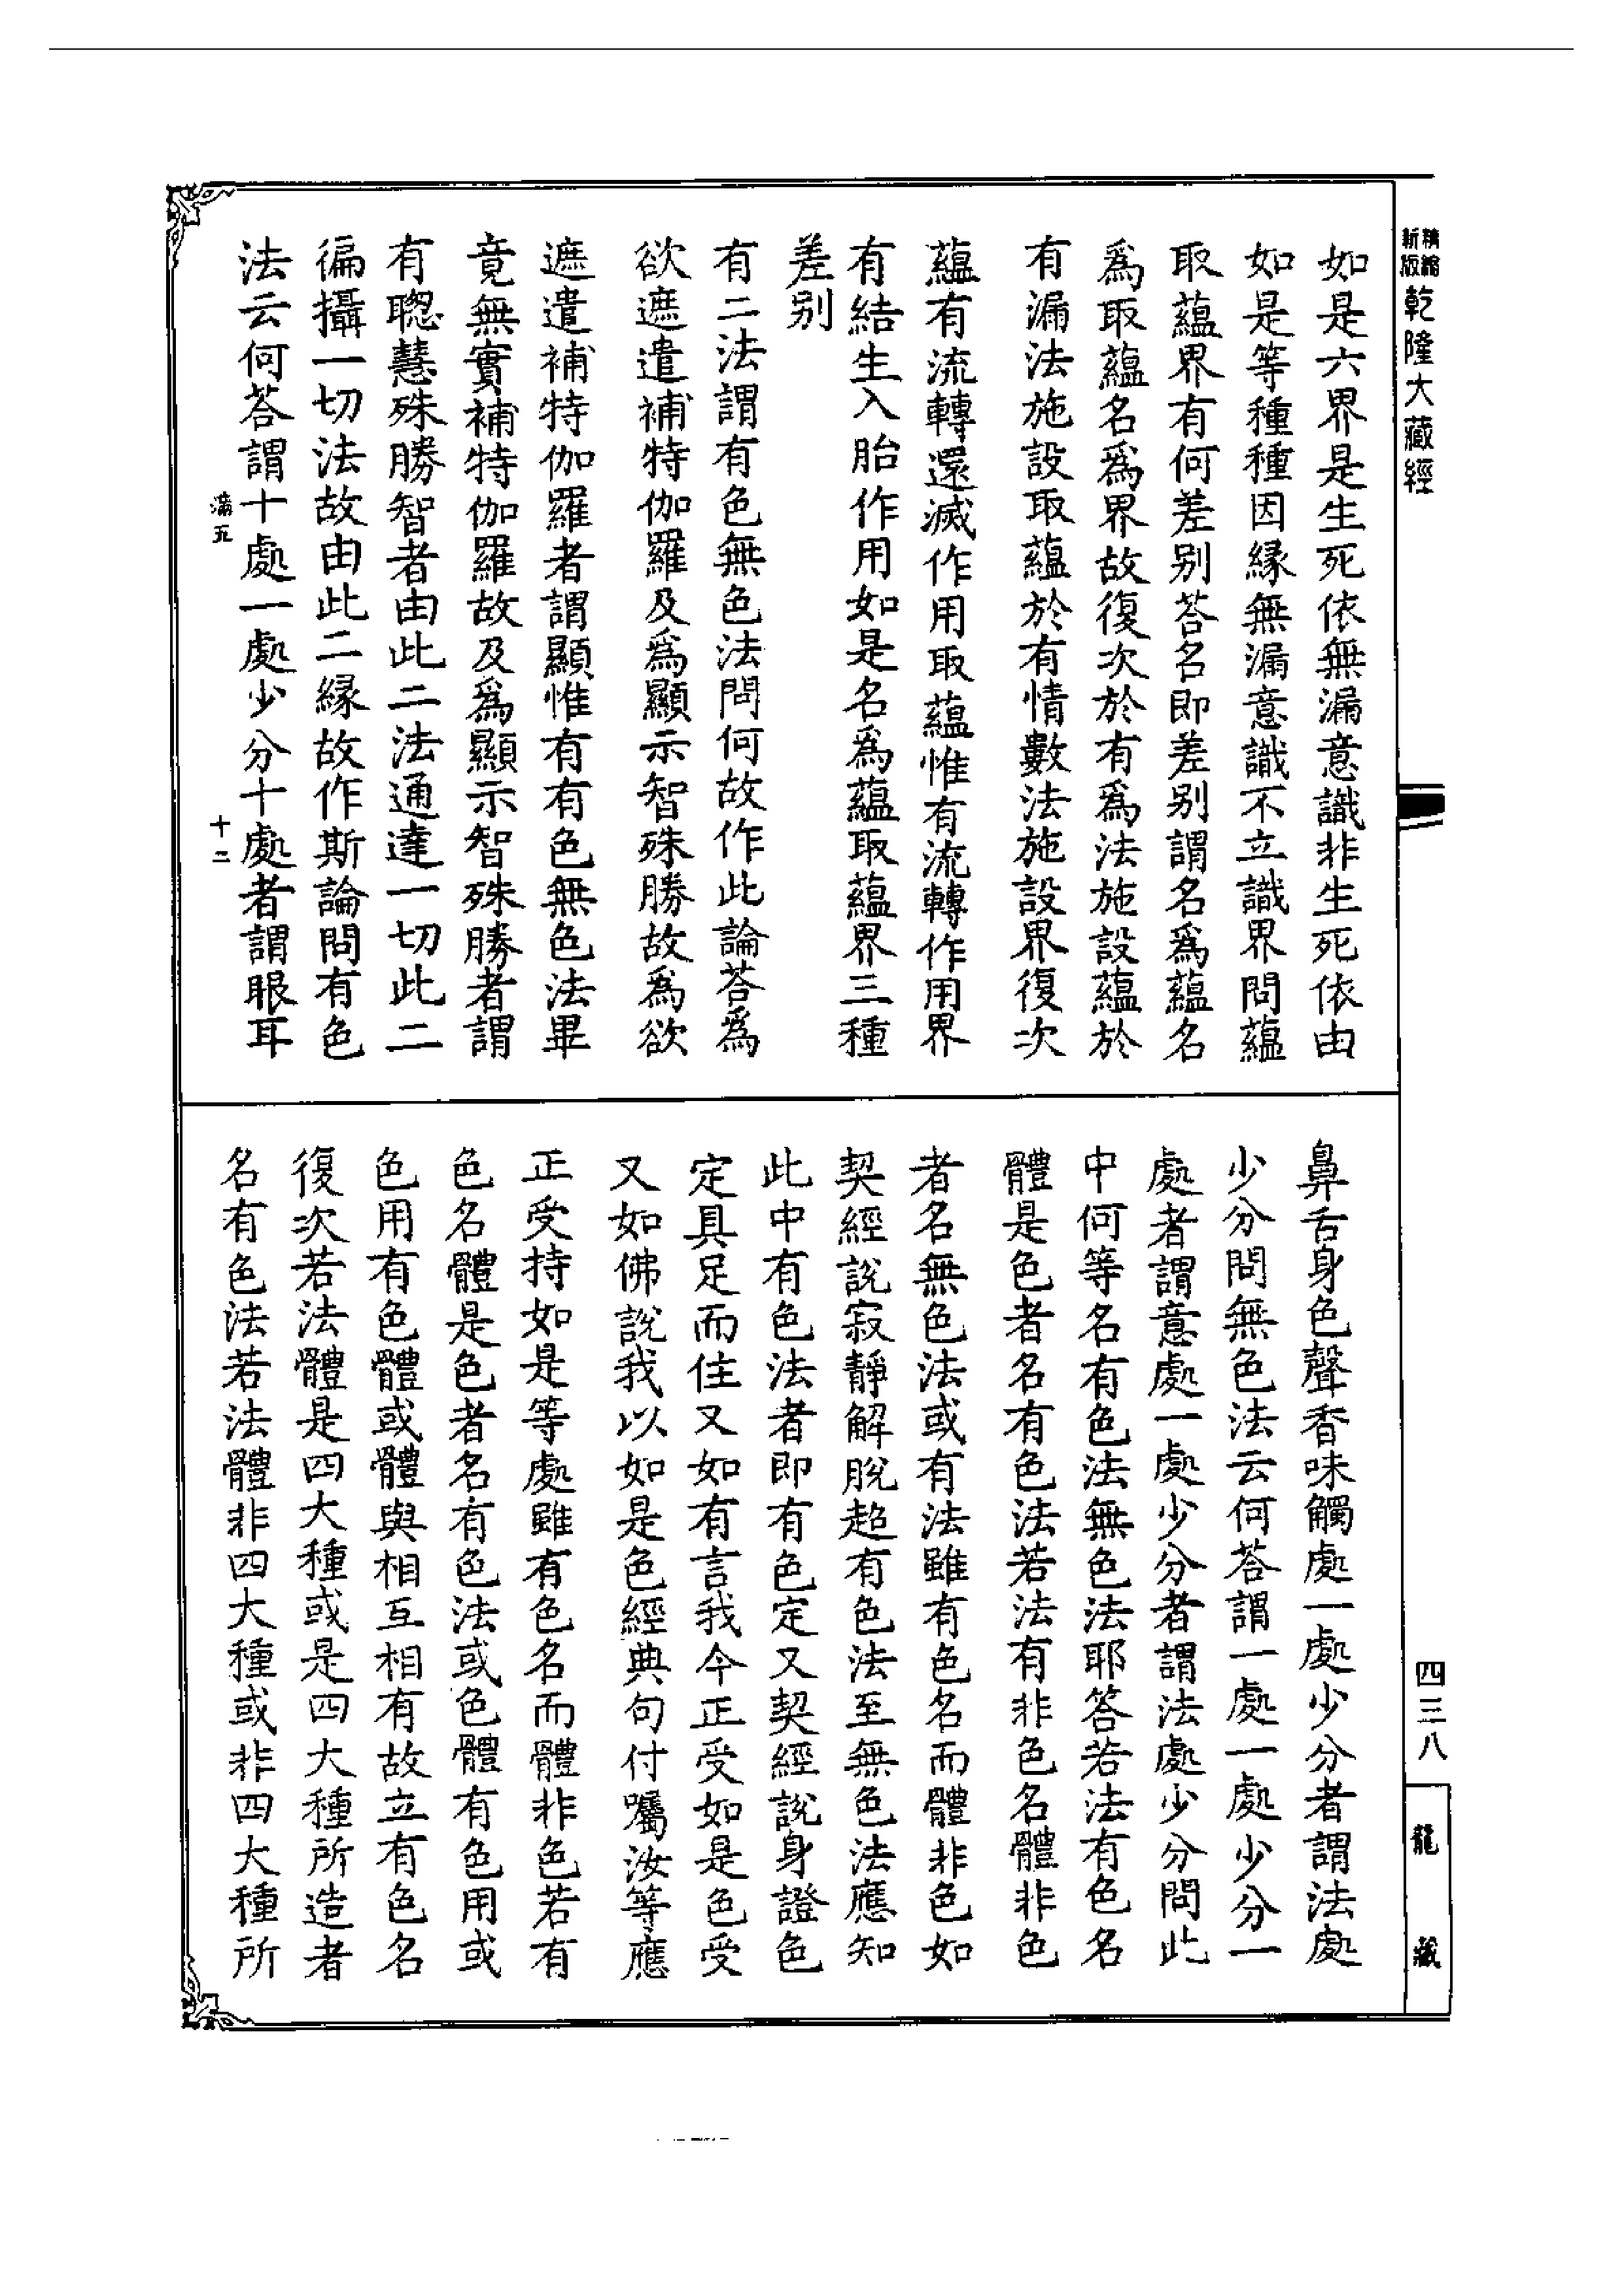 精縮新版乾隆大藏經
四三八
龍藏
如是六界是生死依無漏意識非生死依由
如是等種種因緣無漏意識不立識界問蘊
取蘊界有何差别荅名即差别謂名爲蘊名
爲取蘊名爲界故復次於有爲法施設蘊於
有漏法施設取蘊於有情數法施設界復次
蘊有流轉還滅作用取蘊惟有流轉作用界
有結生入胎作用如是名爲蘊取蘊界三種
差别
有二法謂有色無色法問何故作此論荅爲
欲遮遣補特伽羅及爲顯示智殊勝故爲欲
遮遣補特伽羅者謂顯惟有有色無色法畢
竟無實補特伽羅故及爲顯示智殊勝者謂
有聰慧殊勝智者由此二法通達一切此二
徧攝一切法故由此二緣故作斯論問有色
法云何荅謂十處一處少分十處者謂眼耳
滿五
十二
鼻舌身色聲香味觸處一處少分者謂法處
少分問無色法云何荅謂一處一處少分一
處者謂意處一處少分者謂法處少分問此
中何等名有色法無色法耶答若法有色名
體是色者名有色法若法有非色名體非色
者名無色法或有法雖有色名而體非色如
契經說寂靜解脫超有色法至無色法應知
此中有色法者即有色定又契經說身證色
定具足而住又如有言我今正受如是色受
又如佛說我以如是色經典句付囑汝等應
正受持如是等處雖有色名而體非色若有
色名體是色者名有色法或色體有色用或
色用有色體或體與相互相有故立有色名
復次若法體是四大種或是四大種所造者
名有色法若法體非四大種或非四大種所